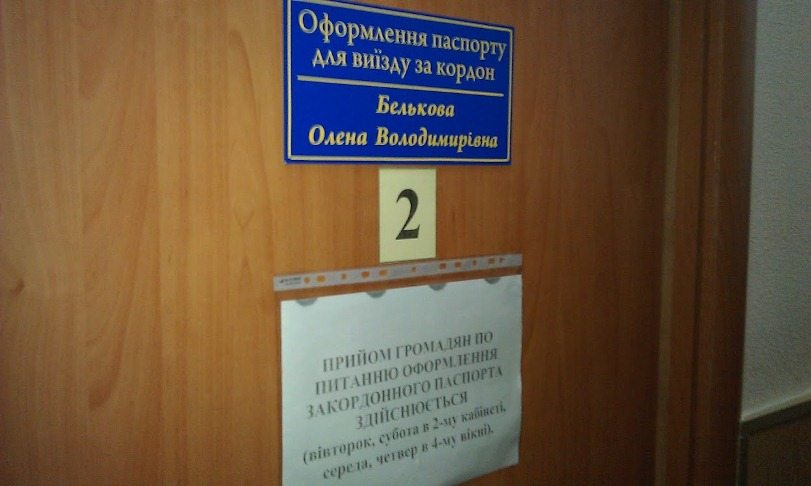 Оформлення паспорту
для виїзду за кордон
Белькова
Олена Володимирівна
2
ПРИЙОМ ГРОМАДЯН ПО
ПИТАННЮ ОФОРМЛЕННЯ
ЗАКОРДОННОГО ПАСПОРТА
ЗДІЙСНЮЄТЬСЯ
(вівторок, субота в 2-му кабінеті,
середа, четвер в 4-му вікні).